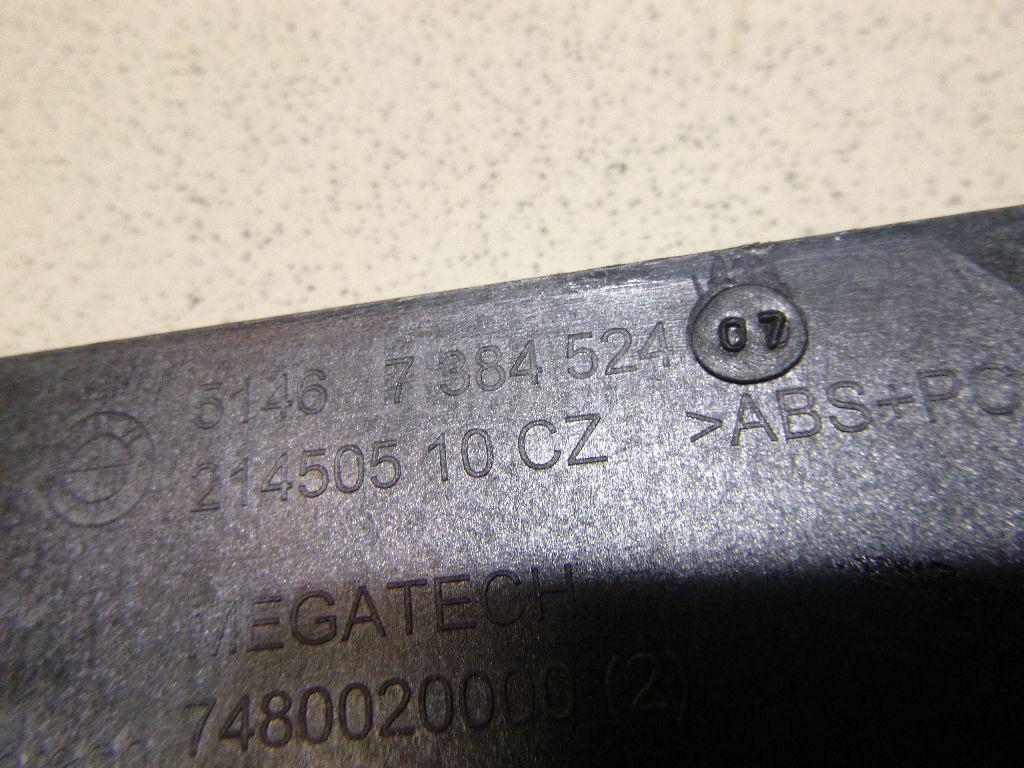 5146 7 384 524 07
214505 10 CZ >ABS+PC
MEGATECH
7480020000 (2)